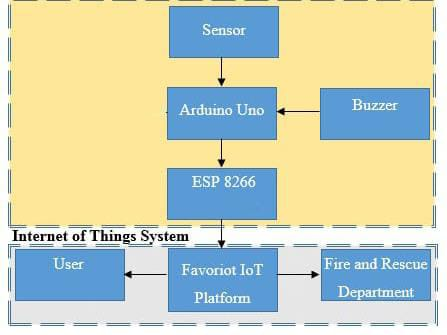 Sensor
Arduino Uno
Buzzer
ESP 8266
Internet of Things System
User
Favoriot IoT
Platform
Fire and Rescue
Department